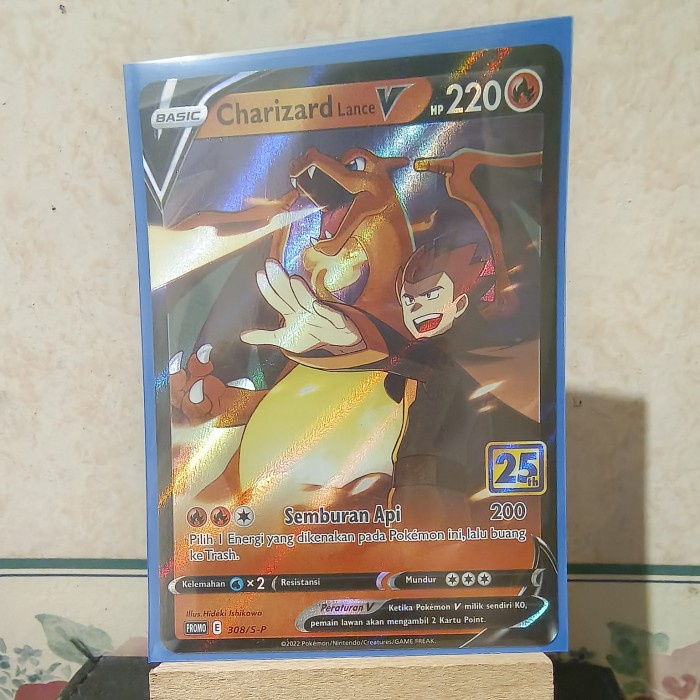 BASIC Charizard Lance V HP 220
25th
Semburan Api 200
Pilih 1 Energi yang dikenakan pada Pokémon ini, lalu buang
ke Trash.
Kelemahan ×2 Resistansi Mundur
Peraturan V Ketika Pokémon V milik sendiri KO,
pemain lawan akan mengambil 2 Kartu Point.
Illus. Hideki Ishikawa
PROMO E 308/S-P
©2022 Pokémon/Nintendo/Creatures/GAME FREAK.